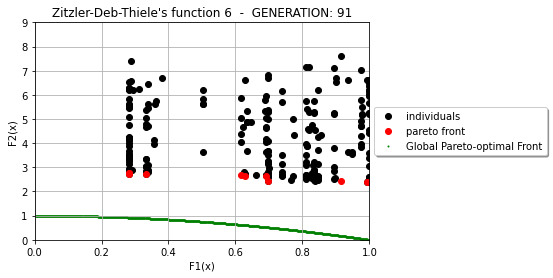 Zitzler-Deb-Thiele's function 6 - GENERATION: 91
9
8
7
6
5
4
3
2
1
0
F2(x)
0.0 0.2 0.4 0.6 0.8 1.0
F1(x)
individuals
pareto front
Global Pareto-optimal Front